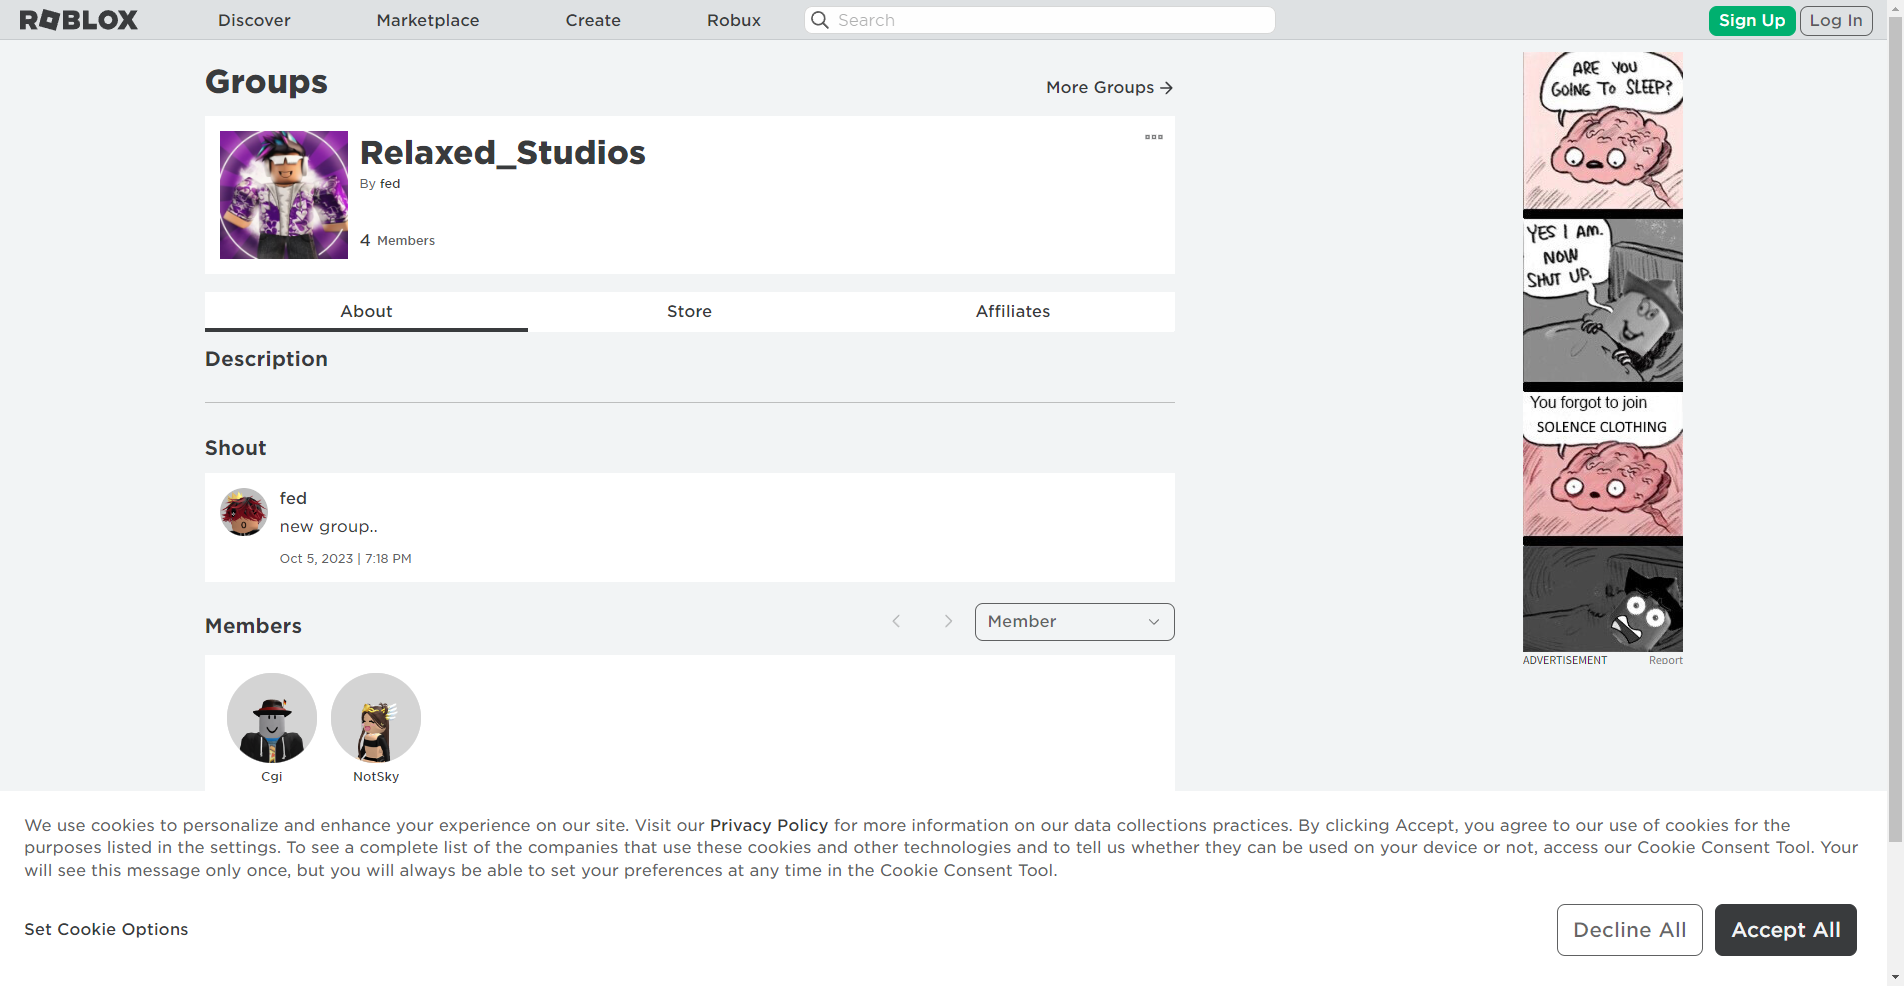 ROBLOX
Discover
Marketplace
Create
Robux
Search
Sign Up
Log In
Groups
More Groups
Relaxed_Studios
By fed
4 Members
About
Store
Affiliates
Description
Shout
fed
new group..
Oct 5, 2023 | 7:18 PM
Members
Member
Cgi
NotSky
ARE YOU
GOING TO SLEEP?
YES I AM.
NOW
SHUT UP.
You forgot to join
SOLENCE CLOTHING
ADVERTISEMENT
Report
We use cookies to personalize and enhance your experience on our site. Visit our Privacy Policy for more information on our data collections practices. By clicking Accept, you agree to our use of cookies for the
purposes listed in the settings. To see a complete list of the companies that use these cookies and other technologies and to tell us whether they can be used on your device or not, access our Cookie Consent Tool. Your
will see this message only once, but you will always be able to set your preferences at any time in the Cookie Consent Tool.
Set Cookie Options
Decline All
Accept All